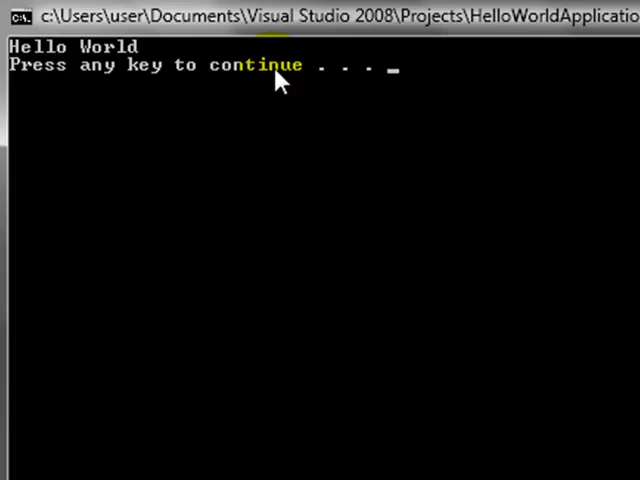 c:\Users\user\Documents\Visual Studio 2008\Projects\HelloWorldApplicatio
Hello World
Press any key to continue . . . _